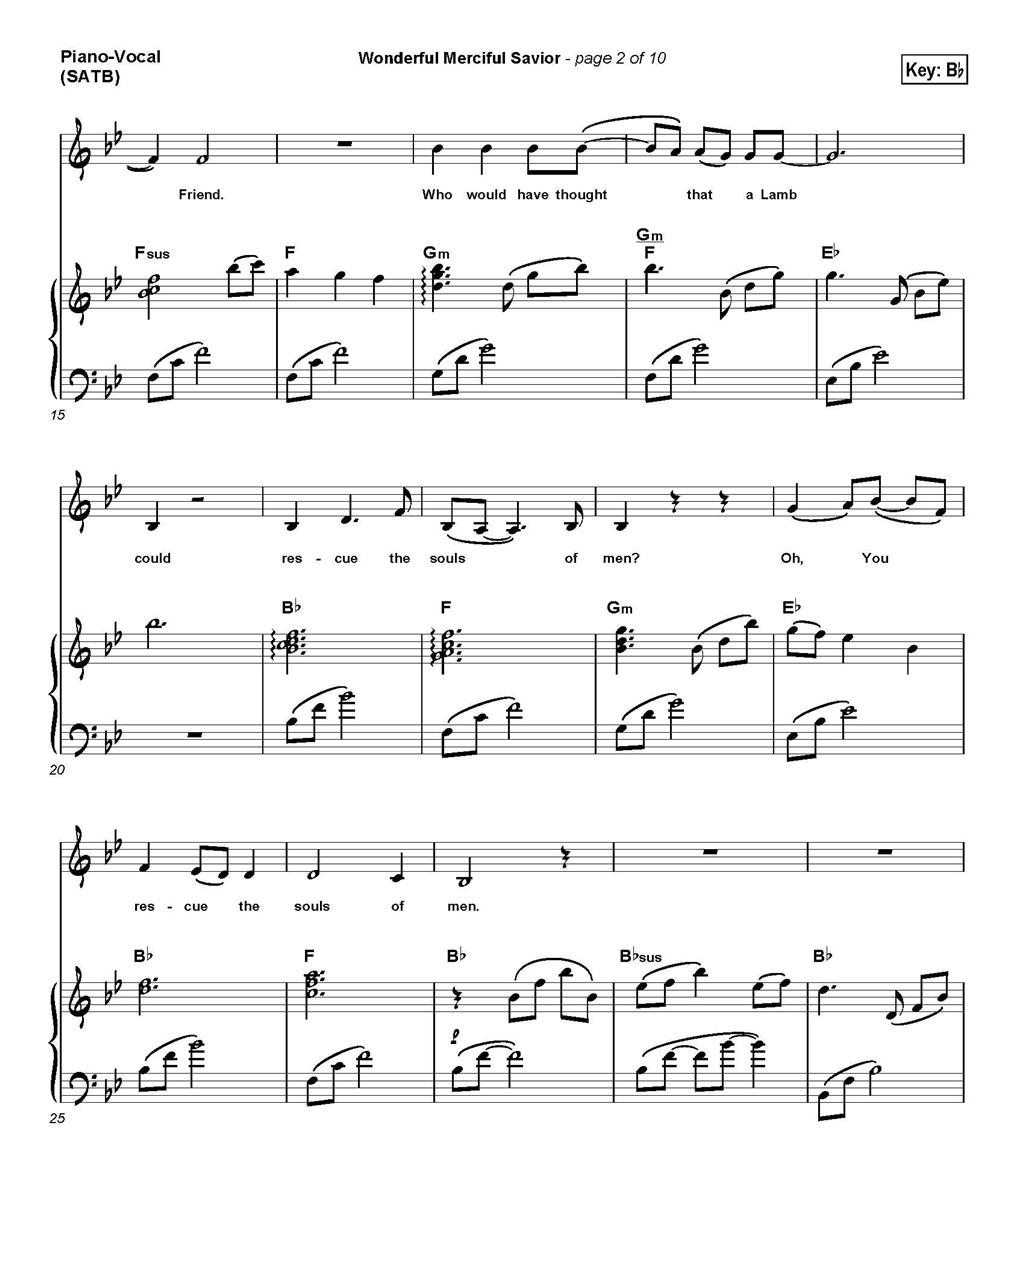 Piano-Vocal
(SATB)
Wonderful Merciful Savior - page 2 of 10
Key: B♭
Friend. Who would have thought that a Lamb
Fsus F Gm Gm
F E♭
15
could res - cue the souls of men? Oh, You
B♭ F Gm E♭
20
res - cue the souls of men.
B♭ F B♭ B♭sus B♭
25